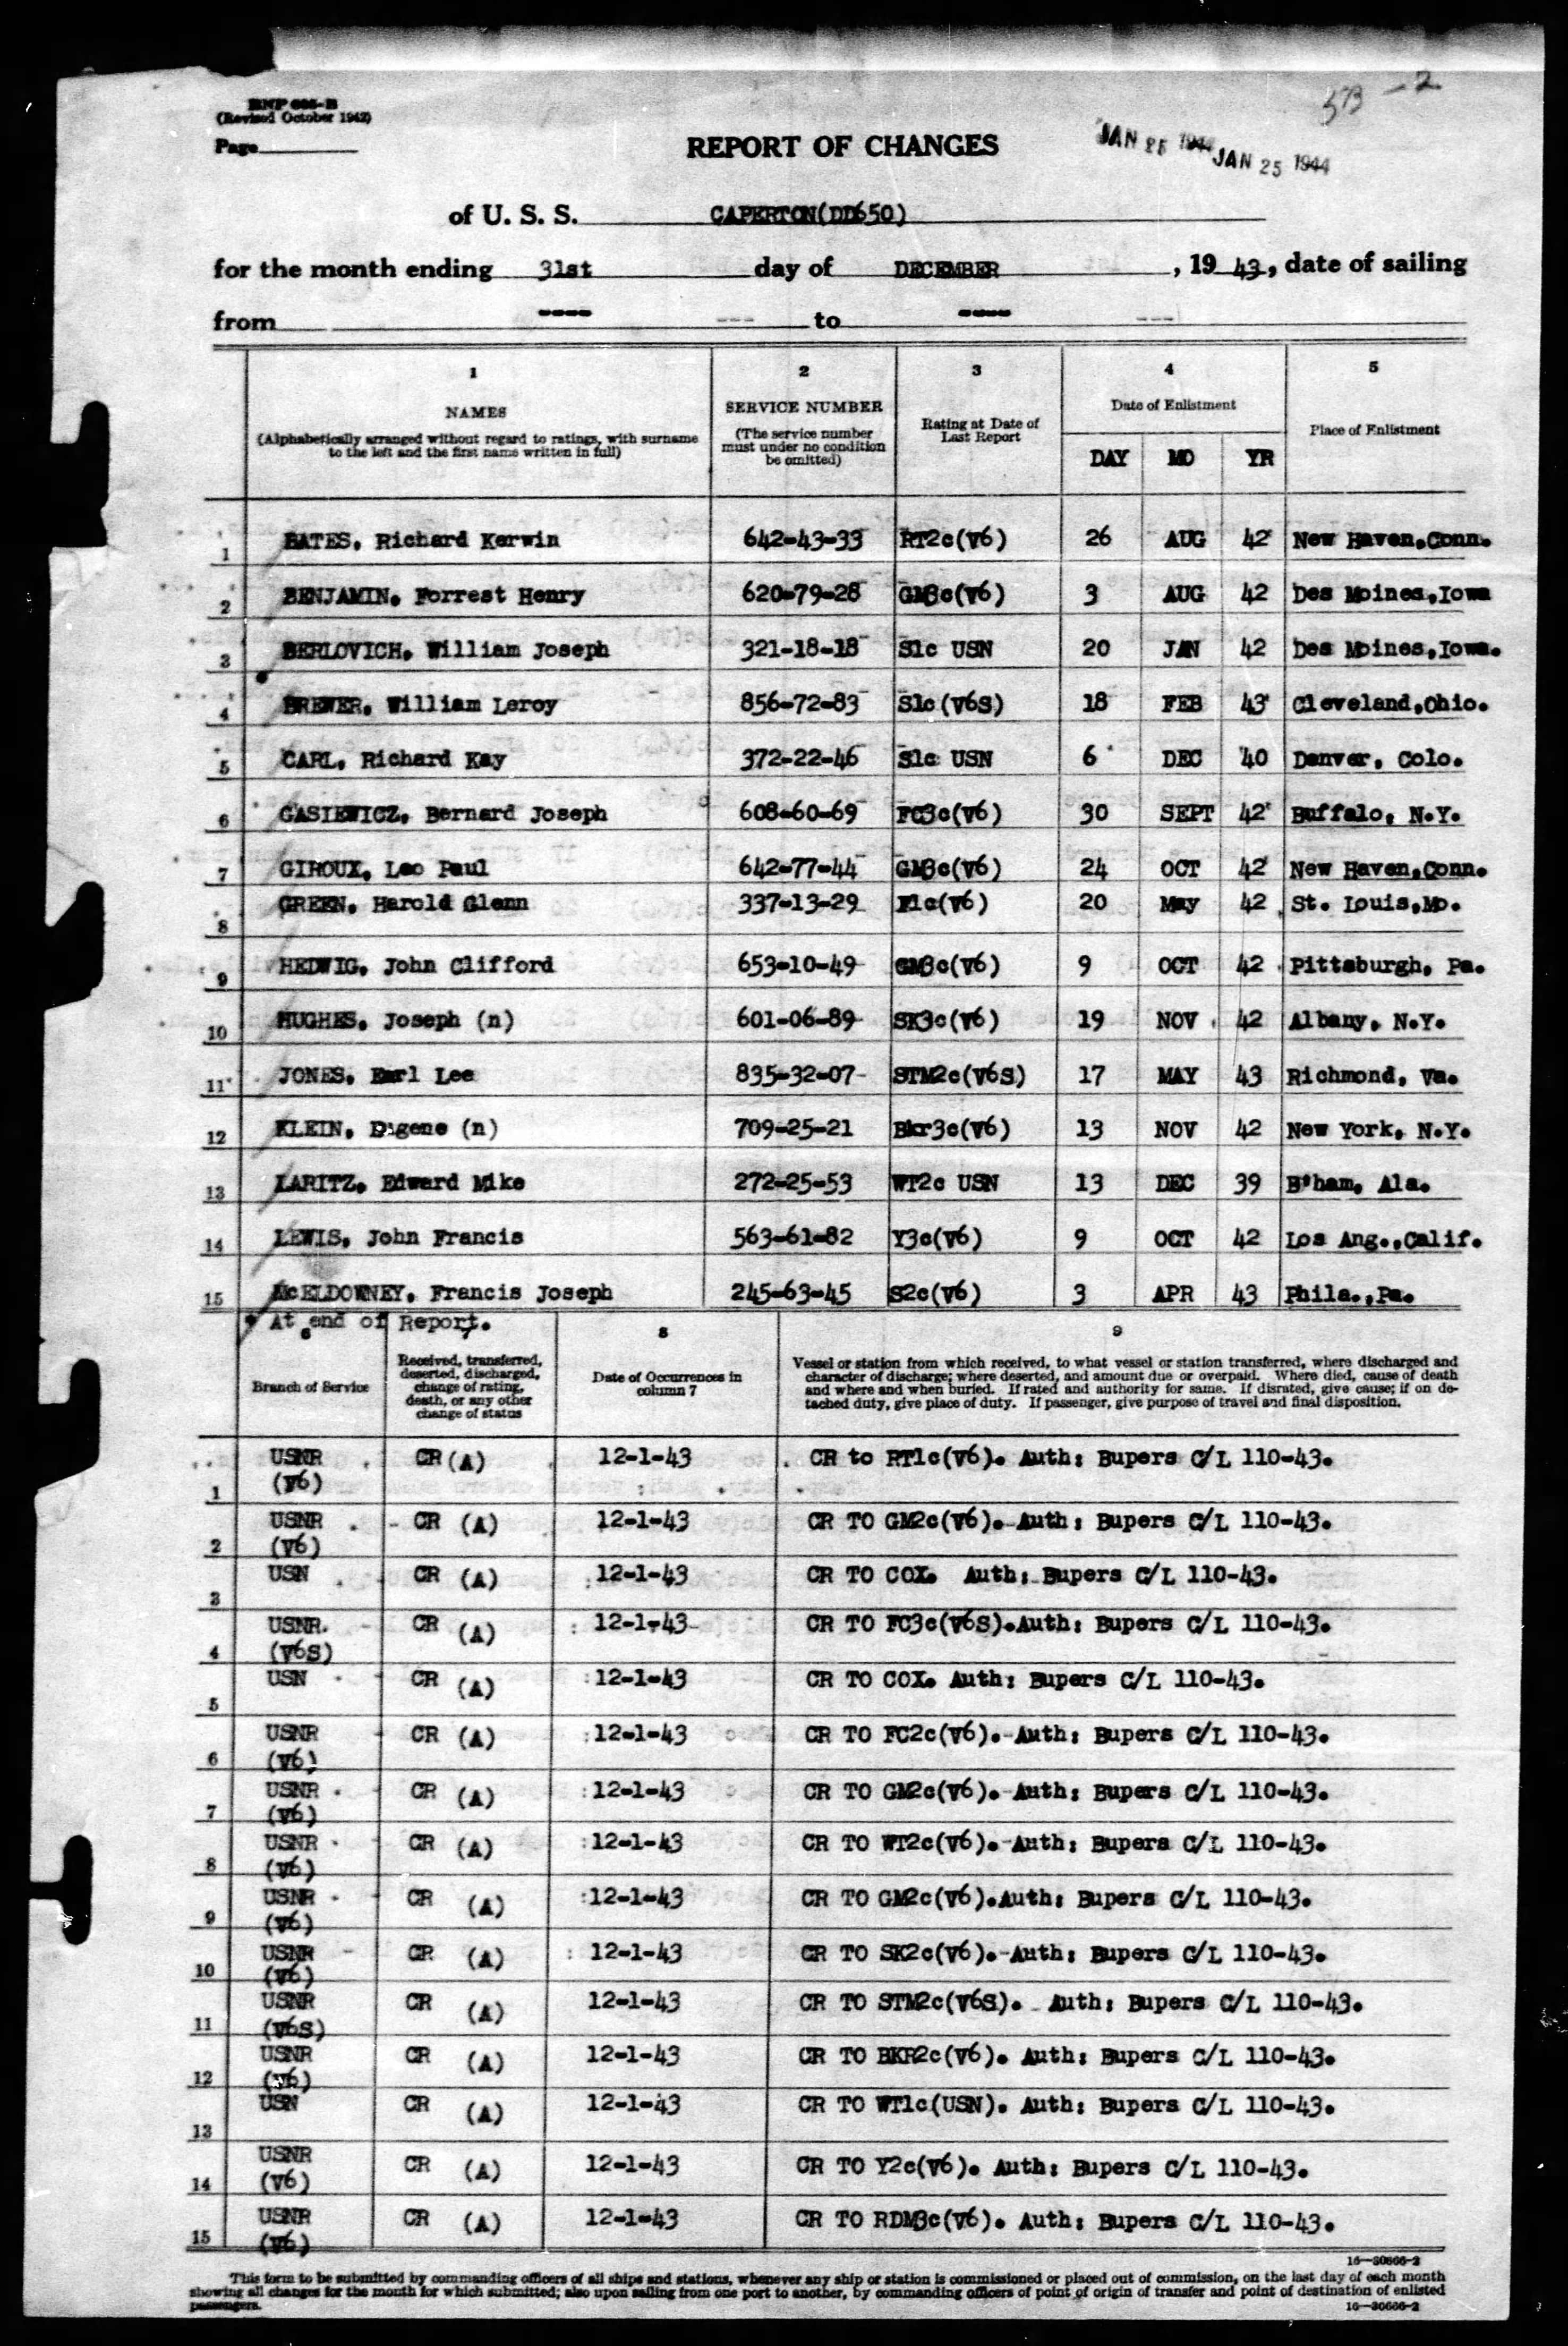 BNP 605-B
(Revised October 1942)
Page
573 -2
REPORT OF CHANGES
JAN 25 1944 JAN 25 1944
of U. S. S. CAPERTON(DD650)
for the month ending 31st day of DECEMBER , 19 43, date of sailing
from ---- --- to ---- ---
1 2 3 4 5
NAMES
(Alphabetically arranged without regard to ratings, with surname
to the left and the first name written in full)
SERVICE NUMBER
(The service number
must under no condition
be omitted)
Rating at Date of
Last Report
Date of Enlistment
DAY MO YR
Place of Enlistment
1 BATES, Richard Kerwin 642-43-33 RT2c(V6) 26 AUG 42 New Haven,Conn.
2 BENJAMIN, Forrest Henry 620-79-28 GM3c(V6) 3 AUG 42 Des Moines,Iowa
3 BERLOVICH, William Joseph 321-18-18 S1c USN 20 JAN 42 Des Moines,Iowa.
4 BREWER, William Leroy 856-72-83 S1c(V6S) 18 FEB 43 Cleveland,Ohio.
5 CARL, Richard Kay 372-22-46 S1c USN 6 DEC 40 Denver, Colo.
6 GASIEWICZ, Bernard Joseph 608-60-69 FC3c(V6) 30 SEPT 42 Buffalo, N.Y.
7 GIROUX, Leo Paul 642-77-44 GM3c(V6) 24 OCT 42 New Haven,Conn.
8 GREEN, Harold Glenn 337-13-29 F1c(V6) 20 May 42 St. Louis,Mo.
9 HEDWIG, John Clifford 653-10-49 GM3c(V6) 9 OCT 42 Pittsburgh, Pa.
10 HUGHES, Joseph (n) 601-06-89 SK3c(V6) 19 NOV 42 Albany, N.Y.
11 JONES, Earl Lee 835-32-07 STM2c(V6S) 17 MAY 43 Richmond, Va.
12 KLEIN, Eugene (n) 709-25-21 Bkr3c(V6) 13 NOV 42 New York, N.Y.
13 LARITZ, Edward Mike 272-25-53 WT2c USN 13 DEC 39 B'ham, Ala.
14 LEWIS, John Francis 563-61-82 Y3c(V6) 9 OCT 42 Los Ang.,Calif.
15 McELDOWNEY, Francis Joseph 245-63-45 S2c(V6) 3 APR 43 Phila.,Pa.
* At end of Report.
6 7 8 9
Branch of Service
Received, transferred,
deserted, discharged,
change of rating,
death, or any other
change of status
Date of Occurrences in
column 7
Vessel or station from which received, to what vessel or station transferred, where discharged and
character of discharge; where deserted, and amount due or overpaid. Where died, cause of death
and where and when buried. If rated and authority for same. If disrated, give cause; if on de-
tached duty, give place of duty. If passenger, give purpose of travel and final disposition.
1 USNR CR(A) 12-1-43 CR to RT1c(V6). Auth: Bupers C/L 110-43.
(V6)
2 USNR CR (A) 12-1-43 CR TO GM2c(V6). Auth: Bupers C/L 110-43.
(V6)
3 USN CR (A) 12-1-43 CR TO COX. Auth: Bupers C/L 110-43.
4 USNR CR (A) 12-1-43 CR TO FC3c(V6S).Auth: Bupers C/L 110-43.
(V6S)
5 USN CR (A) 12-1-43 CR TO COX. Auth: Bupers C/L 110-43.
6 USNR CR (A) 12-1-43 CR TO FC2c(V6). Auth: Bupers C/L 110-43.
(V6)
7 USNR CR (A) 12-1-43 CR TO GM2c(V6). Auth: Bupers C/L 110-43.
(V6)
8 USNR CR (A) 12-1-43 CR TO WT2c(V6). Auth: Bupers C/L 110-43.
(V6)
9 USNR CR (A) 12-1-43 CR TO GM2c(V6).Auth: Bupers C/L 110-43.
(V6)
10 USNR CR (A) 12-1-43 CR TO SK2c(V6). Auth: Bupers C/L 110-43.
(V6)
11 USNR CR (A) 12-1-43 CR TO STM2c(V6S). Auth: Bupers C/L 110-43.
(V6S)
12 USNR CR (A) 12-1-43 CR TO BKR2c(V6). Auth: Bupers C/L 110-43.
(V6)
13 USN CR (A) 12-1-43 CR TO WT1c(USN). Auth: Bupers C/L 110-43.
14 USNR CR (A) 12-1-43 CR TO Y2c(V6). Auth: Bupers C/L 110-43.
(V6)
15 USNR CR (A) 12-1-43 CR TO RDM3c(V6). Auth: Bupers C/L 110-43.
(V6)
16—30666-2
This form to be submitted by commanding officers of all ships and stations, whenever any ship or station is commissioned or placed out of commission, on the last day of each month
showing all changes for the month for which submitted; also upon sailing from one port to another, by commanding officers of point of origin of transfer and point of destination of enlisted
passengers.
16—30666-2